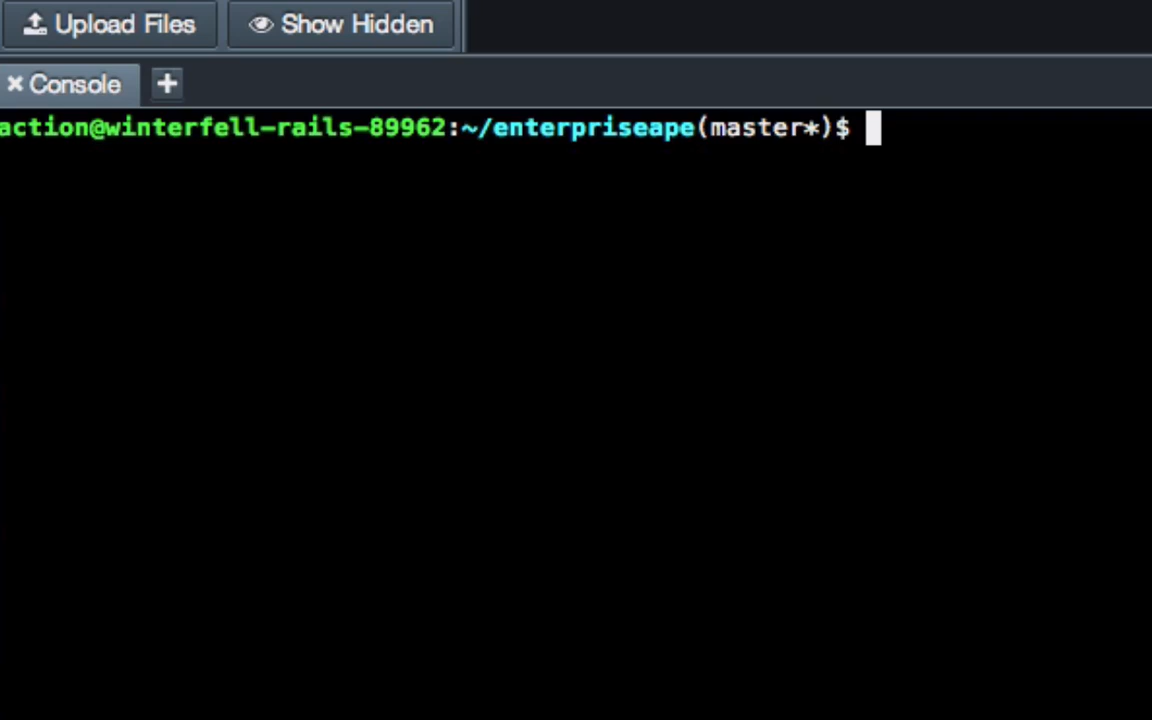 Upload Files Show Hidden
Console
action@winterfell-rails-89962:~/enterpriseape(master*)$